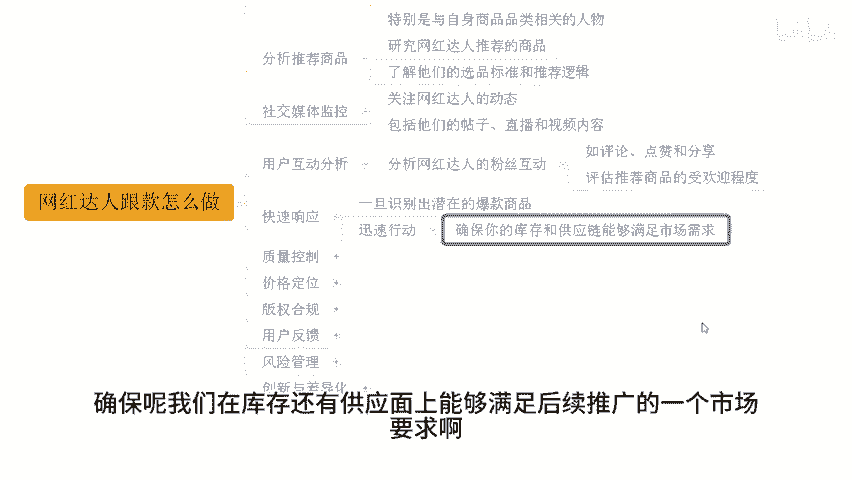 特别是与自身商品品类相关的人物
分析推荐商品
研究网红达人推荐的商品
了解他们的选品标准和推荐逻辑
社交媒体监控
关注网红达人的动态
包括他们的帖子、直播和视频内容
用户互动分析
分析网红达人的粉丝互动
如评论、点赞和分享
评估推荐商品的受欢迎程度
网红达人跟款怎么做
快速响应
一旦识别出潜在的爆款商品
迅速行动
确保你的库存和供应链能够满足市场需求
质量控制
价格定位
版权合规
用户反馈
风险管理
创新与差异化
确保呢我们在库存还有供应面上能够满足后续推广的一个市场
要求啊